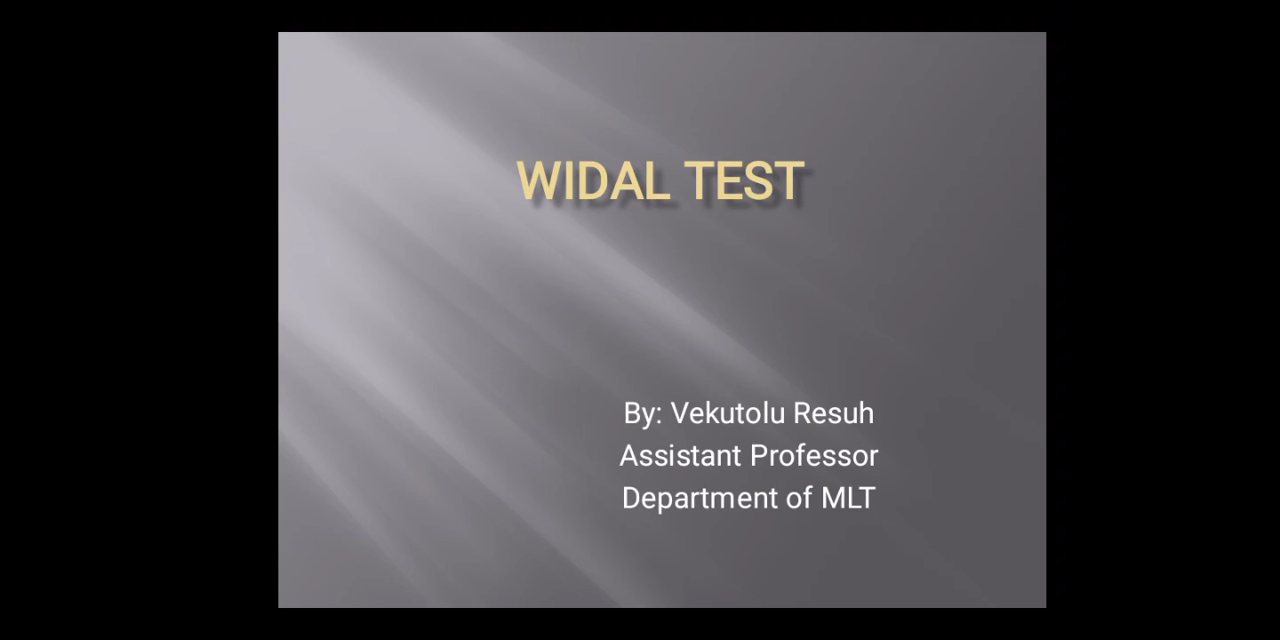 WIDAL TEST
By: Vekutolu Resuh
Assistant Professor
Department of MLT